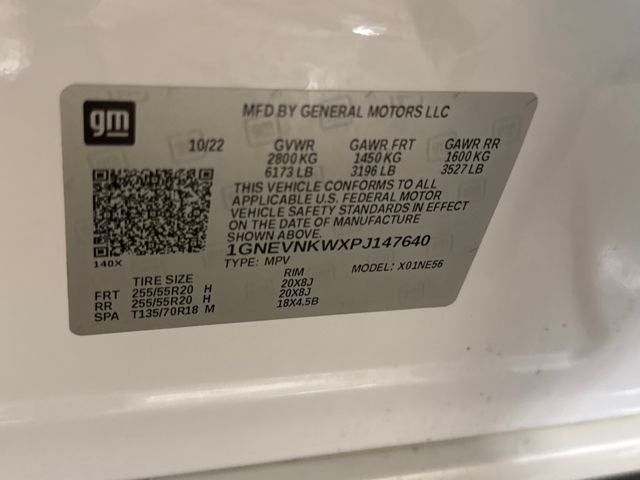 gm
MFD BY GENERAL MOTORS LLC
10/22 GVWR GAWR FRT GAWR RR
2800 KG 1450 KG 1600 KG
6173 LB 3196 LB 3527 LB
THIS VEHICLE CONFORMS TO ALL
APPLICABLE U.S. FEDERAL MOTOR
VEHICLE SAFETY STANDARDS IN EFFECT
ON THE DATE OF MANUFACTURE
SHOWN ABOVE.
1GNEVNKWXPJ147640
140X
TYPE: MPV MODEL: X01NE56
TIRE SIZE RIM
FRT 255/55R20 H 20X8J
RR 255/55R20 H 20X8J
SPA T135/70R18 M 18X4.5B